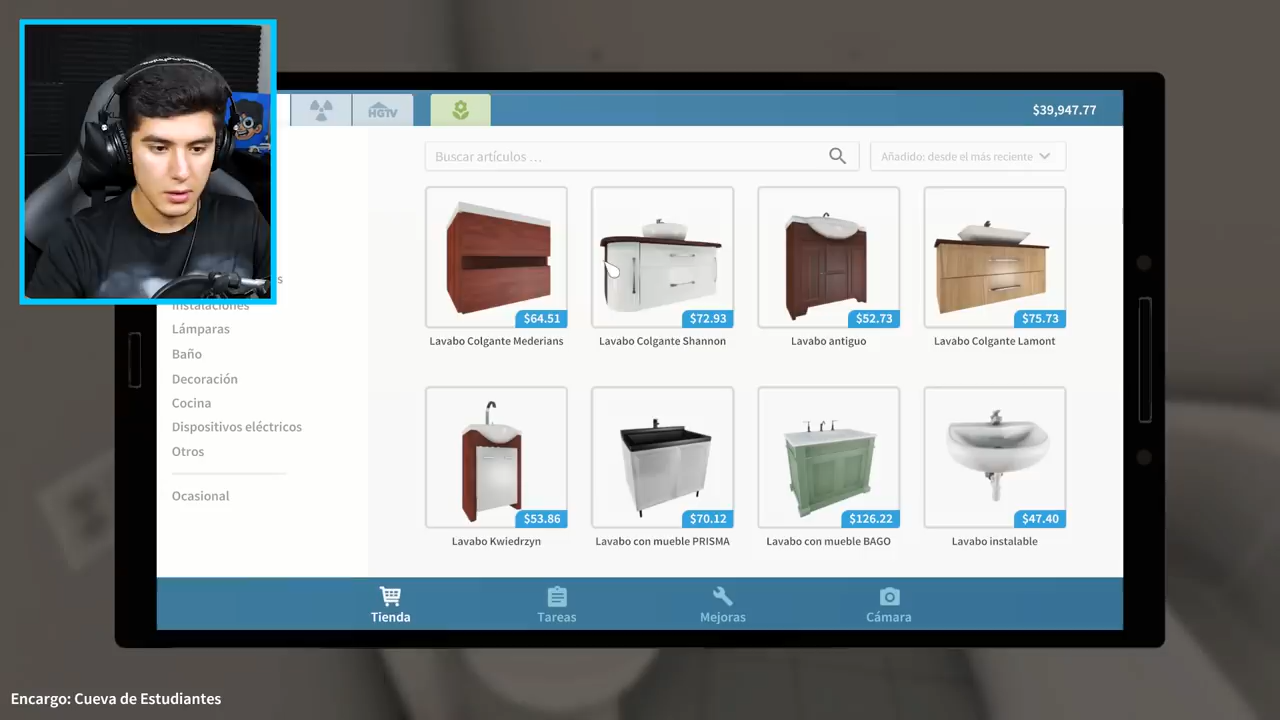 HGTV
$39,947.77
Buscar artículos ...
Añadido: desde el más reciente
Instalaciones
Lámparas
Baño
Decoración
Cocina
Dispositivos eléctricos
Otros
Ocasional
$64.51
$72.93
$52.73
$75.73
Lavabo Colgante Mederians
Lavabo Colgante Shannon
Lavabo antiguo
Lavabo Colgante Lamont
$53.86
$70.12
$126.22
$47.40
Lavabo Kwiedrzyn
Lavabo con mueble PRISMA
Lavabo con mueble BAGO
Lavabo instalable
Tienda
Tareas
Mejoras
Cámara
Encargo: Cueva de Estudiantes